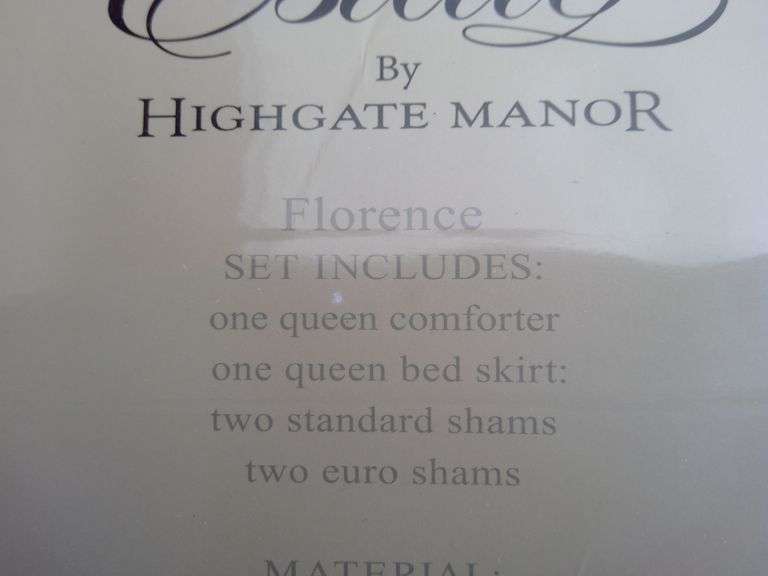 By
HIGHGATE MANOR
Florence
SET INCLUDES:
one queen comforter
one queen bed skirt:
two standard shams
two euro shams
MATERIAL: